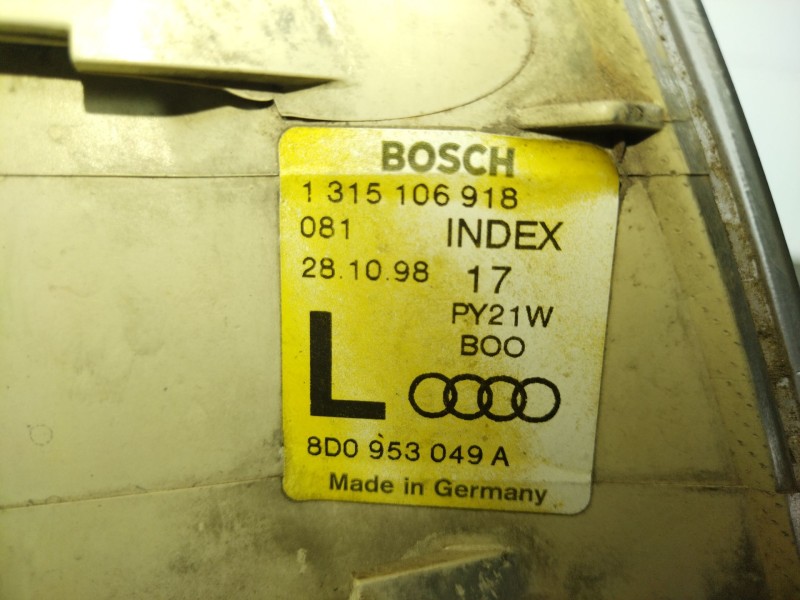 BOSCH
1 315 106 918
081 INDEX
28.10.98 17
PY21W
BOO
L
8D0 953 049 A
Made in Germany